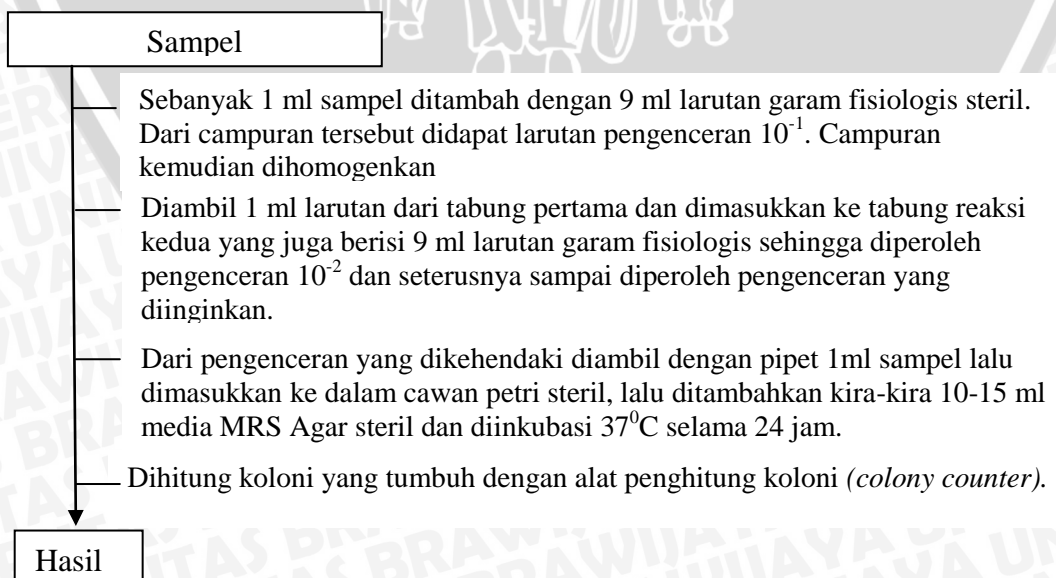 Sampel
Sebanyak 1 ml sampel ditambah dengan 9 ml larutan garam fisiologis steril.
Dari campuran tersebut didapat larutan pengenceran 10⁻¹. Campuran
kemudian dihomogenkan
Diambil 1 ml larutan dari tabung pertama dan dimasukkan ke tabung reaksi
kedua yang juga berisi 9 ml larutan garam fisiologis sehingga diperoleh
pengenceran 10⁻² dan seterusnya sampai diperoleh pengenceran yang
diinginkan.
Dari pengenceran yang dikehendaki diambil dengan pipet 1ml sampel lalu
dimasukkan ke dalam cawan petri steril, lalu ditambahkan kira-kira 10-15 ml
media MRS Agar steril dan diinkubasi 37⁰C selama 24 jam.
Dihitung koloni yang tumbuh dengan alat penghitung koloni (colony counter).
Hasil